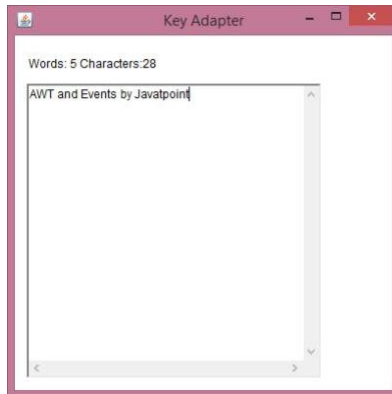 Key Adapter
Words: 5 Characters:28
AWT and Events by Javatpoint